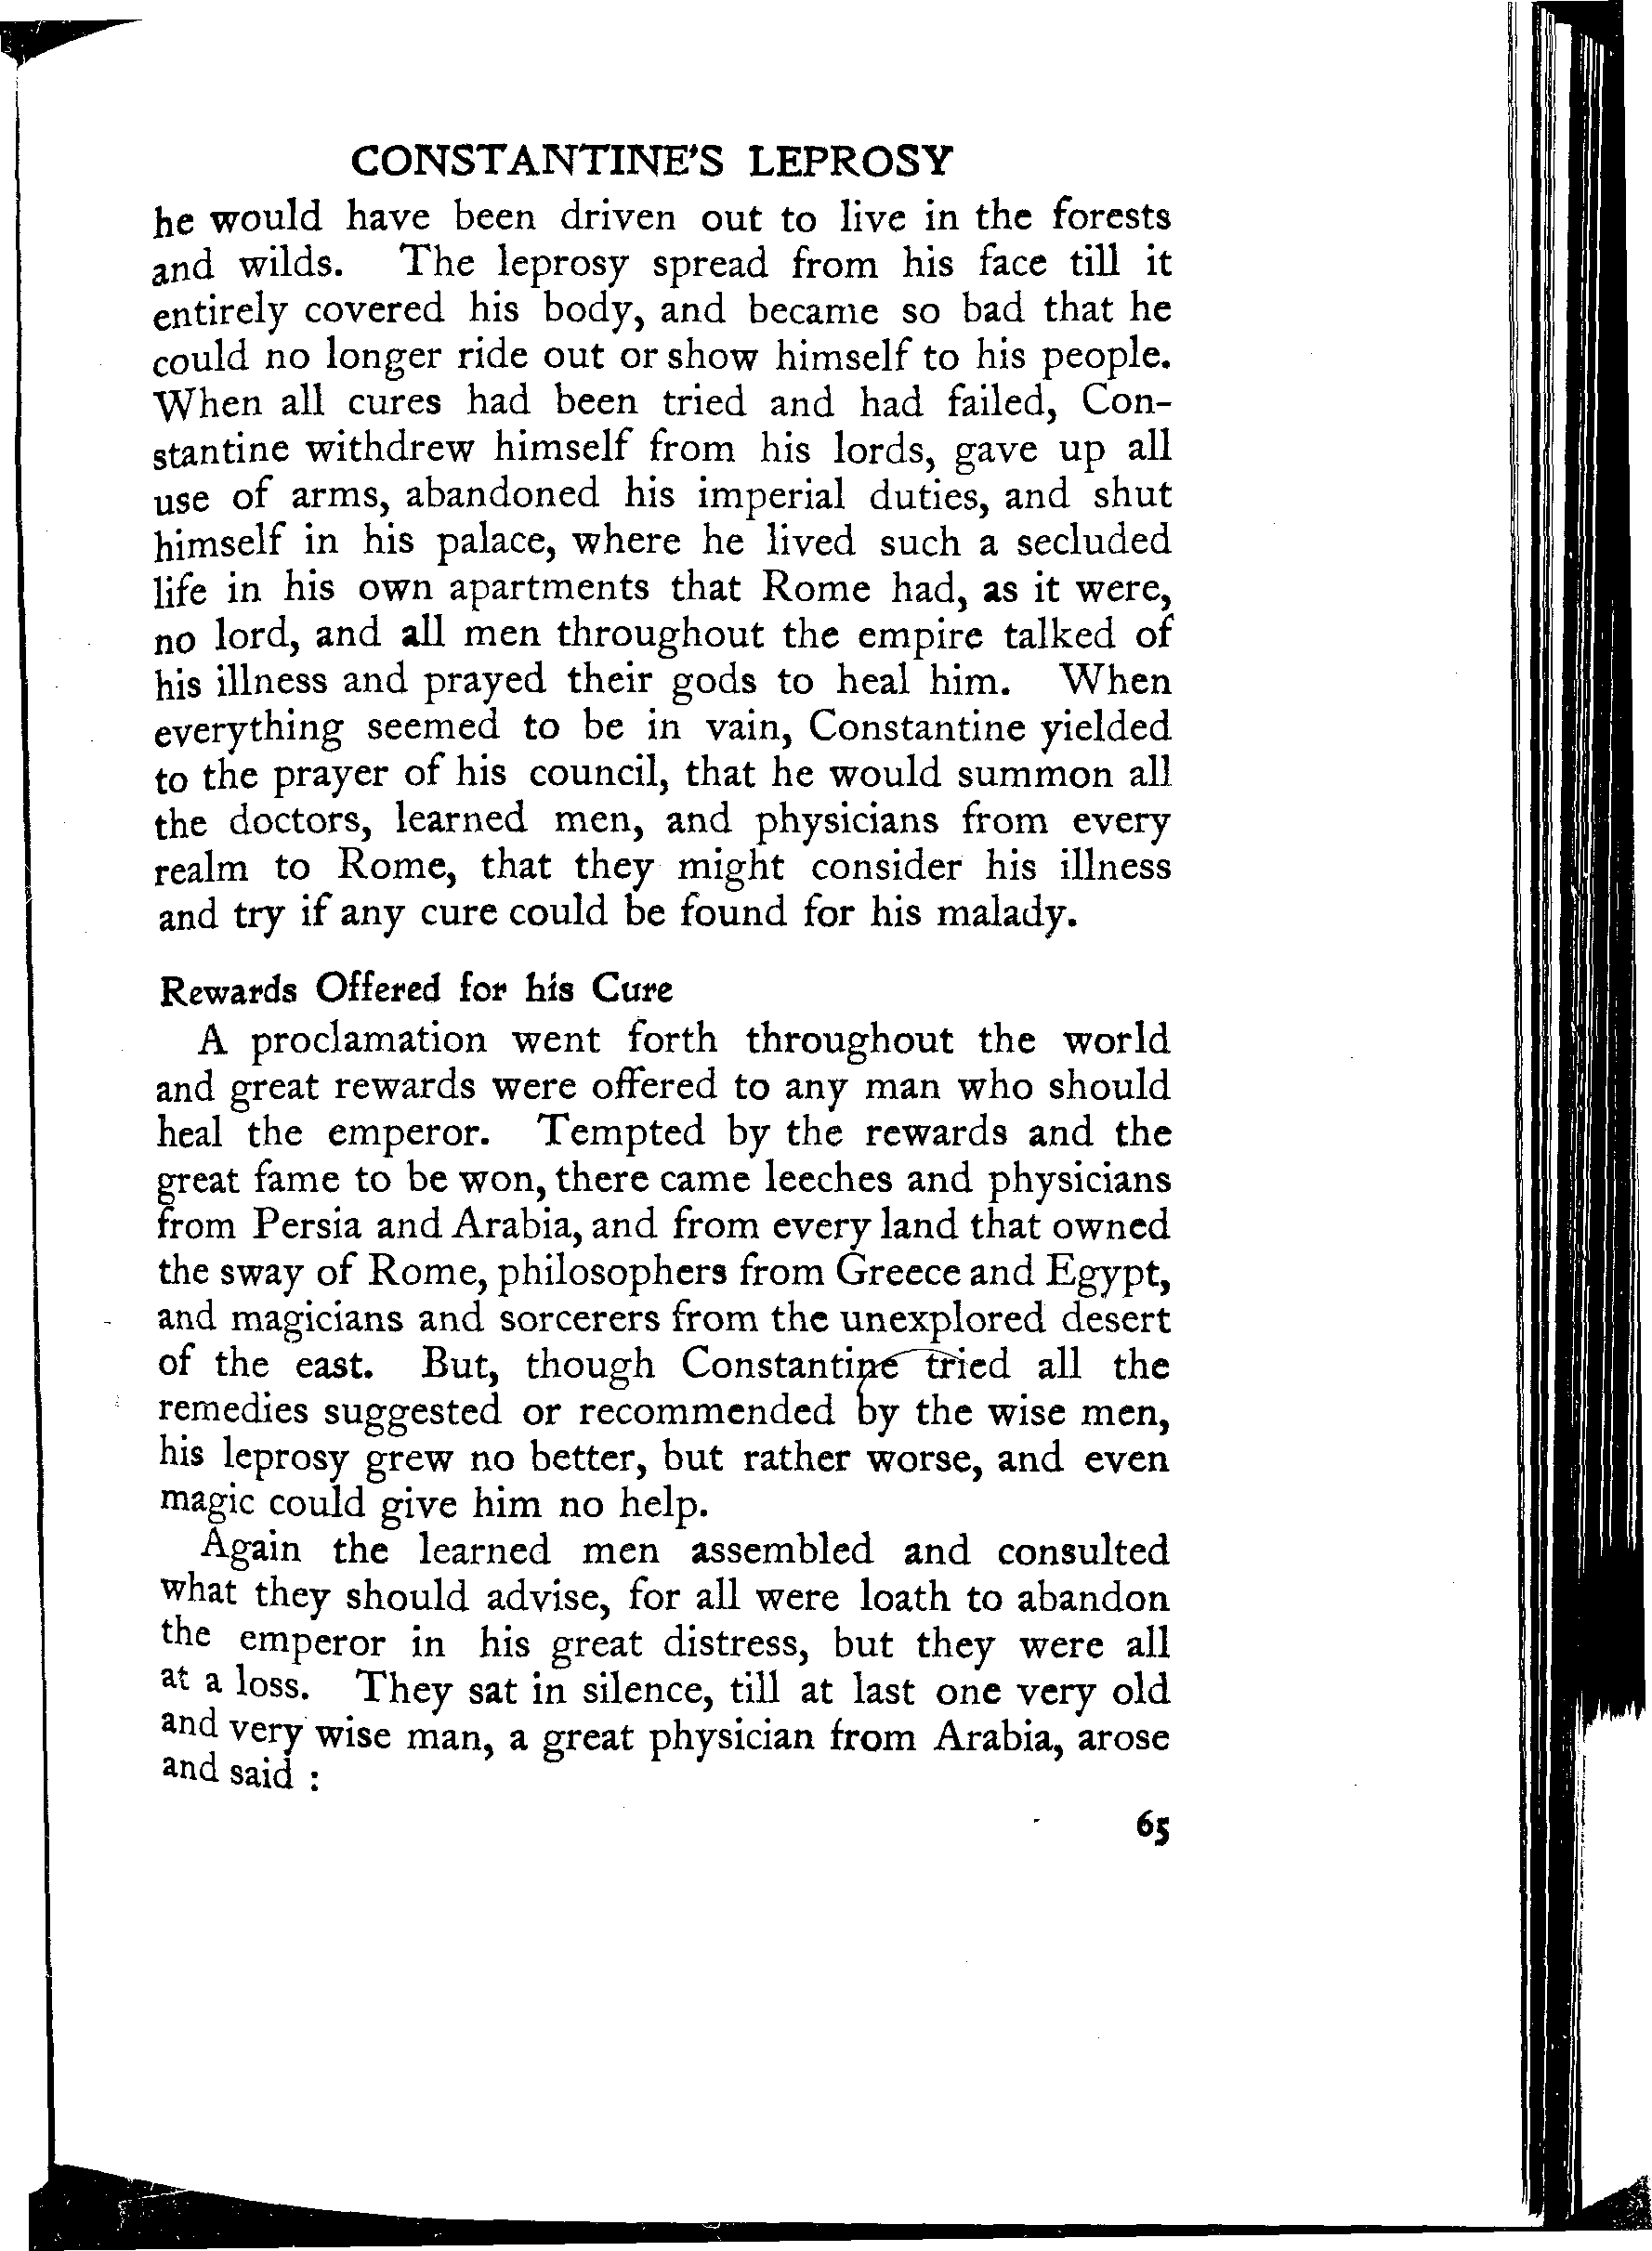 CONSTANTINE'S LEPROSY
he would have been driven out to live in the forests
and wilds. The leprosy spread from his face till it
entirely covered his body, and became so bad that he
could no longer ride out or show himself to his people.
When all cures had been tried and had failed, Con-
stantine withdrew himself from his lords, gave up all
use of arms, abandoned his imperial duties, and shut
himself in his palace, where he lived such a secluded
life in his own apartments that Rome had, as it were,
no lord, and all men throughout the empire talked of
his illness and prayed their gods to heal him. When
everything seemed to be in vain, Constantine yielded
to the prayer of his council, that he would summon all
the doctors, learned men, and physicians from every
realm to Rome, that they might consider his illness
and try if any cure could be found for his malady.
Rewards Offered for his Cure
A proclamation went forth throughout the world
and great rewards were offered to any man who should
heal the emperor. Tempted by the rewards and the
great fame to be won, there came leeches and physicians
from Persia and Arabia, and from every land that owned
the sway of Rome, philosophers from Greece and Egypt,
and magicians and sorcerers from the unexplored desert
of the east. But, though Constantine tried all the
remedies suggested or recommended by the wise men,
his leprosy grew no better, but rather worse, and even
magic could give him no help.
Again the learned men assembled and consulted
what they should advise, for all were loath to abandon
the emperor in his great distress, but they were all
at a loss. They sat in silence, till at last one very old
and very wise man, a great physician from Arabia, arose
and said :
65